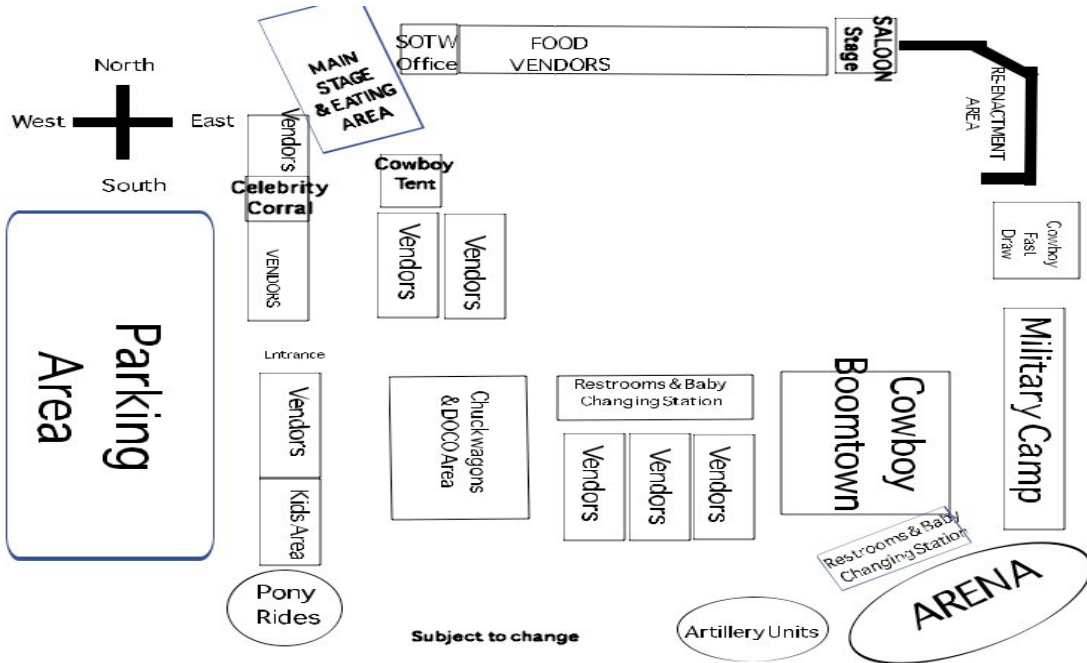 North
West
East
South
MAIN
STAGE
& EATING
AREA
SOTW
Office
FOOD
VENDORS
SALOON
Stage
RE-ENACTMENT
AREA
Vendors
Celebrity
Corral
VENDORS
Cowboy
Tent
Vendors
Vendors
Cowboy
Fast
Draw
Parking
Area
Entrance
Vendors
Kids Area
Pony
Rides
Chuckwagons
& DOCO Area
Restrooms & Baby
Changing Station
Vendors
Vendors
Vendors
Cowboy
Boomtown
Military Camp
Restrooms & Baby
Changing Station
ARENA
Artillery Units
Subject to change